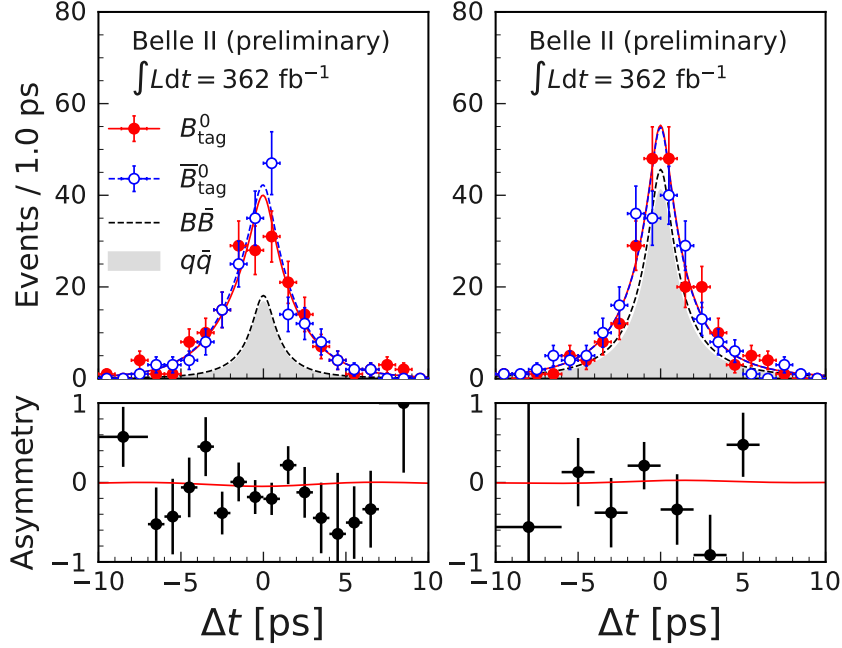 80
60
40
20
0
Events / 1.0 ps
Belle II (preliminary)
∫Ldt = 362 fb⁻¹
B⁰tag
B̅⁰tag
BB̄
qq̄
Belle II (preliminary)
∫Ldt = 362 fb⁻¹
1
0
−1
Asymmetry
−10 −5 0 5 10
Δt [ps]
1
0
−1
−10 −5 0 5 10
Δt [ps]
80
60
40
20
0